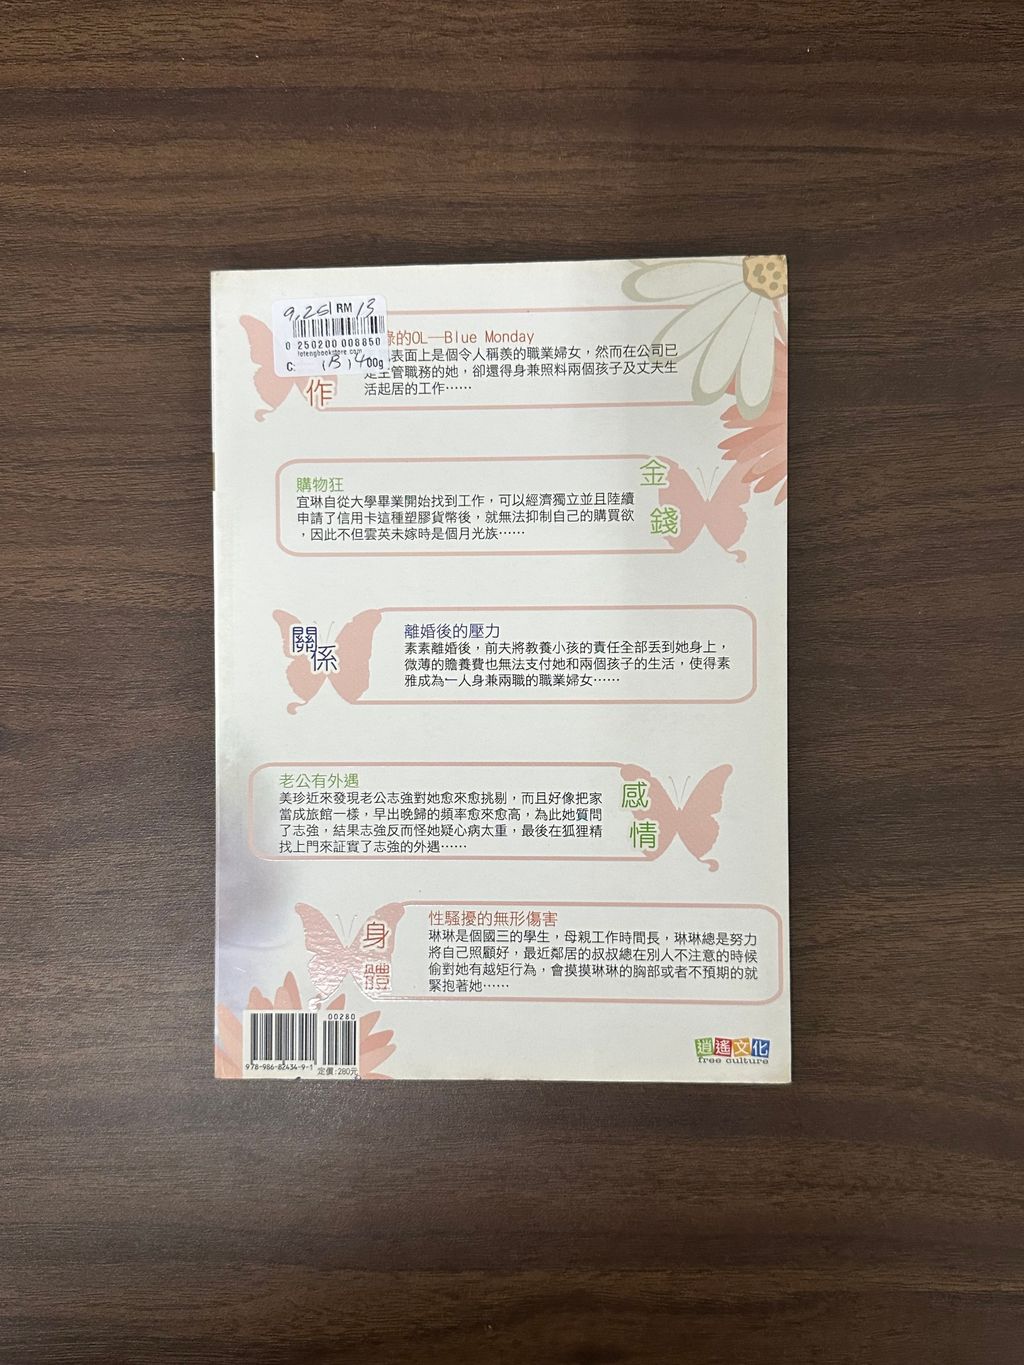 RM 13
0 250200 008850
C.
00g
的OL—Blue Monday
表面上是個令人稱羨的職業婦女，然而在公司已
是主管職務的她，卻還得身兼照料兩個孩子及丈夫生
活起居的工作……
作
金錢
購物狂
宜琳自從大學畢業開始找到工作，可以經濟獨立並且陸續
申請了信用卡這種塑膠貨幣後，就無法抑制自己的購買欲
，因此不但雲英未嫁時是個月光族……
關係
離婚後的壓力
素素離婚後，前夫將教養小孩的責任全部丟到她身上，
微薄的贍養費也無法支付她和兩個孩子的生活，使得素
雅成為一人身兼兩職的職業婦女……
感情
老公有外遇
美珍近來發現老公志強對她愈來愈挑剔，而且好像把家
當成旅館一樣，早出晚歸的頻率愈來愈高，為此她質問
了志強，結果志強反而怪她疑心病太重，最後在狐狸精
找上門來証實了志強的外遇……
身體
性騷擾的無形傷害
琳琳是個國三的學生，母親工作時間長，琳琳總是努力
將自己照顧好，最近鄰居的叔叔總在別人不注意的時候
偷對她有越矩行為，會摸摸琳琳的胸部或者不預期的就
緊抱著她……
00280
978-986-82434-9-1
定價：280元
逍遙文化
free culture